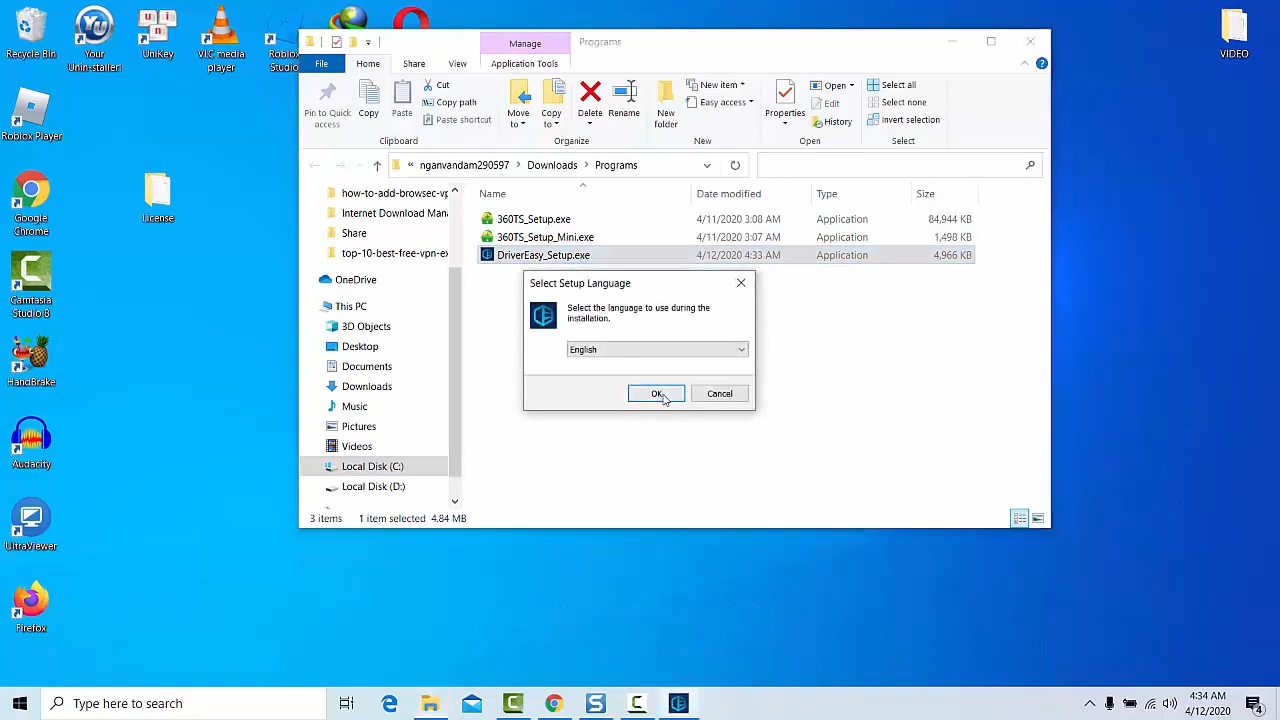 Recycle Bin
Your Unin-staller!
UniKey
VLC media player
Studio
VIDEO
Roblox Player
Google Chrome
License
Camtasia Studio 8
HandBrake
Audacity
UltraViewer
Firefox
Manage
Programs
File
Home
Share
View
Application Tools
Pin to Quick access
Copy
Paste
Cut
Copy path
Paste shortcut
Clipboard
Move to
Copy to
Delete
Rename
Organize
New folder
New item
Easy access
New
Properties
Open
Edit
History
Open
Select all
Select none
Invert selection
Select
« nganvandam290597 > Downloads > Programs
how-to-add-browsec-vp
Internet Download Man
Share
top-10-best-free-vpn-ex
OneDrive
This PC
3D Objects
Desktop
Documents
Downloads
Music
Pictures
Videos
Local Disk (C:)
Local Disk (D:)
Name Date modified Type Size
360TS_Setup.exe 4/11/2020 3:08 AM Application 84,944 KB
360TS_Setup_Mini.exe 4/11/2020 3:07 AM Application 1,498 KB
DriverEasy_Setup.exe 4/12/2020 4:33 AM Application 4,966 KB
Select Setup Language
Select the language to use during the
installation.
English
OK
Cancel
3 items 1 item selected 4.84 MB
Type here to search
4:34 AM
4/12/2020
4